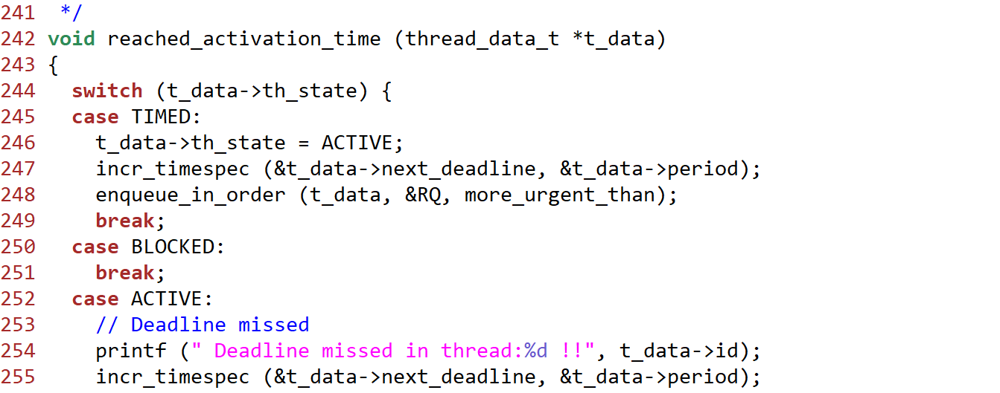 241  */
242 void reached_activation_time (thread_data_t *t_data)
243 {
244   switch (t_data->th_state) {
245   case TIMED:
246     t_data->th_state = ACTIVE;
247     incr_timespec (&t_data->next_deadline, &t_data->period);
248     enqueue_in_order (t_data, &RQ, more_urgent_than);
249     break;
250   case BLOCKED:
251     break;
252   case ACTIVE:
253     // Deadline missed
254     printf (" Deadline missed in thread:%d !!", t_data->id);
255     incr_timespec (&t_data->next_deadline, &t_data->period);